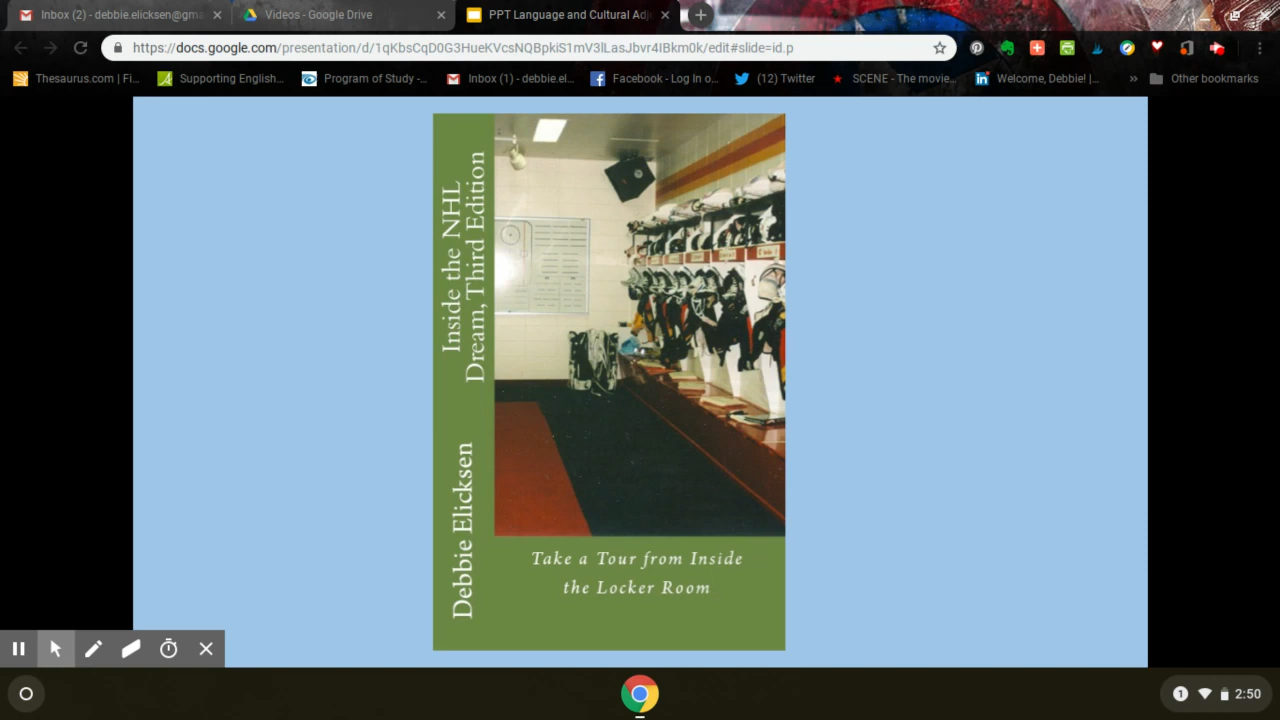 Inbox (2) - debbie.elicksen@gma
Videos - Google Drive
PPT Language and Cultural Adj
https://docs.google.com/presentation/d/1qKbsCqD0G3HueKVcsNQBpkiS1mV3lLasJbvr4IBkm0k/edit#slide=id.p
Thesaurus.com | Fi...
Supporting English...
Program of Study -...
Inbox (1) - debbie.el...
Facebook - Log In o...
(12) Twitter
SCENE - The movie...
Welcome, Debbie! |...
»
Other bookmarks
Inside the NHL
Dream, Third Edition
Debbie Elicksen
Take a Tour from Inside
the Locker Room
1
2:50